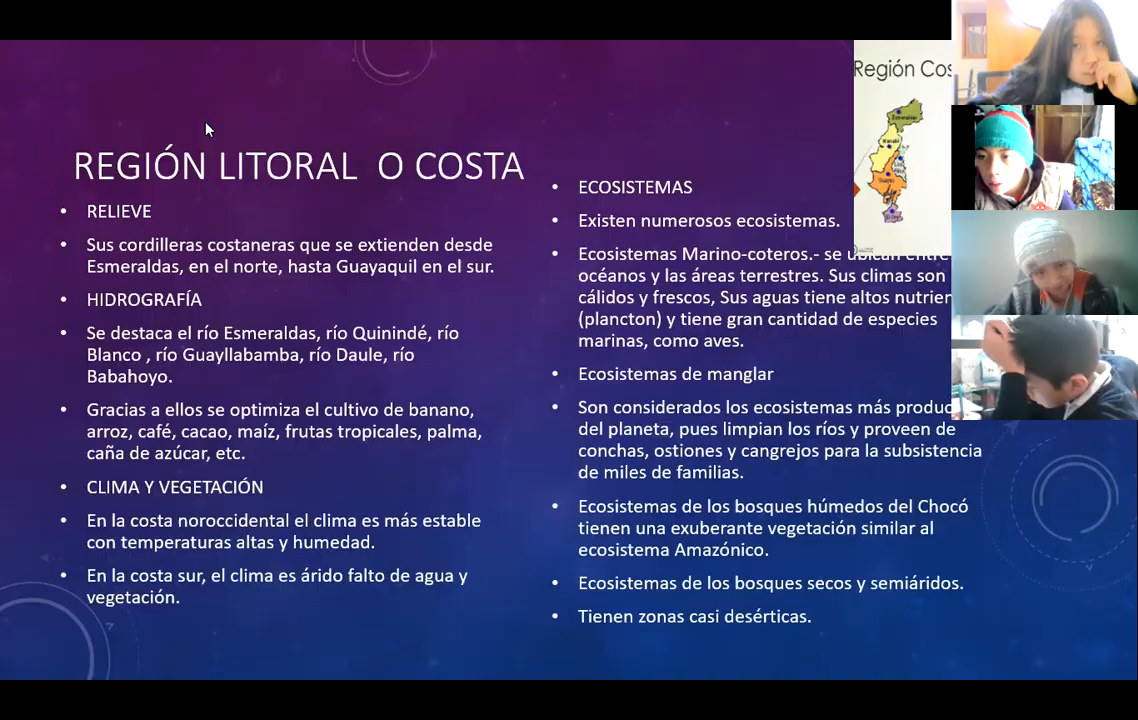 REGIÓN LITORAL  O COSTA
• RELIEVE
• Sus cordilleras costaneras que se extienden desde
Esmeraldas, en el norte, hasta Guayaquil en el sur.
• HIDROGRAFÍA
• Se destaca el río Esmeraldas, río Quinindé, río
Blanco , río Guayllabamba, río Daule, río
Babahoyo.
• Gracias a ellos se optimiza el cultivo de banano,
arroz, café, cacao, maíz, frutas tropicales, palma,
caña de azúcar, etc.
• CLIMA Y VEGETACIÓN
• En la costa noroccidental el clima es más estable
con temperaturas altas y humedad.
• En la costa sur, el clima es árido falto de agua y
vegetación.
• ECOSISTEMAS
• Existen numerosos ecosistemas.
• Ecosistemas Marino-coteros.- se ubican entre
océanos y las áreas terrestres. Sus climas son
cálidos y frescos, Sus aguas tiene altos nutrien
(plancton) y tiene gran cantidad de especies
marinas, como aves.
• Ecosistemas de manglar
• Son considerados los ecosistemas más produc
del planeta, pues limpian los ríos y proveen de
conchas, ostiones y cangrejos para la subsistencia
de miles de familias.
• Ecosistemas de los bosques húmedos del Chocó
tienen una exuberante vegetación similar al
ecosistema Amazónico.
• Ecosistemas de los bosques secos y semiáridos.
• Tienen zonas casi desérticas.
Región Cos
Esmeraldas
Manabí